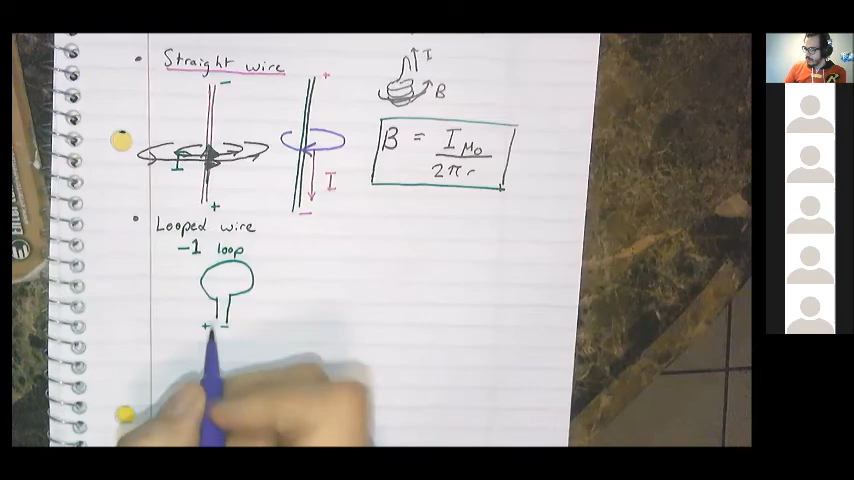 • Straight wire
-
+
I
+
I
-
I
B
B = Iμ₀
2πr
• Looped wire
-1 loop
+ -